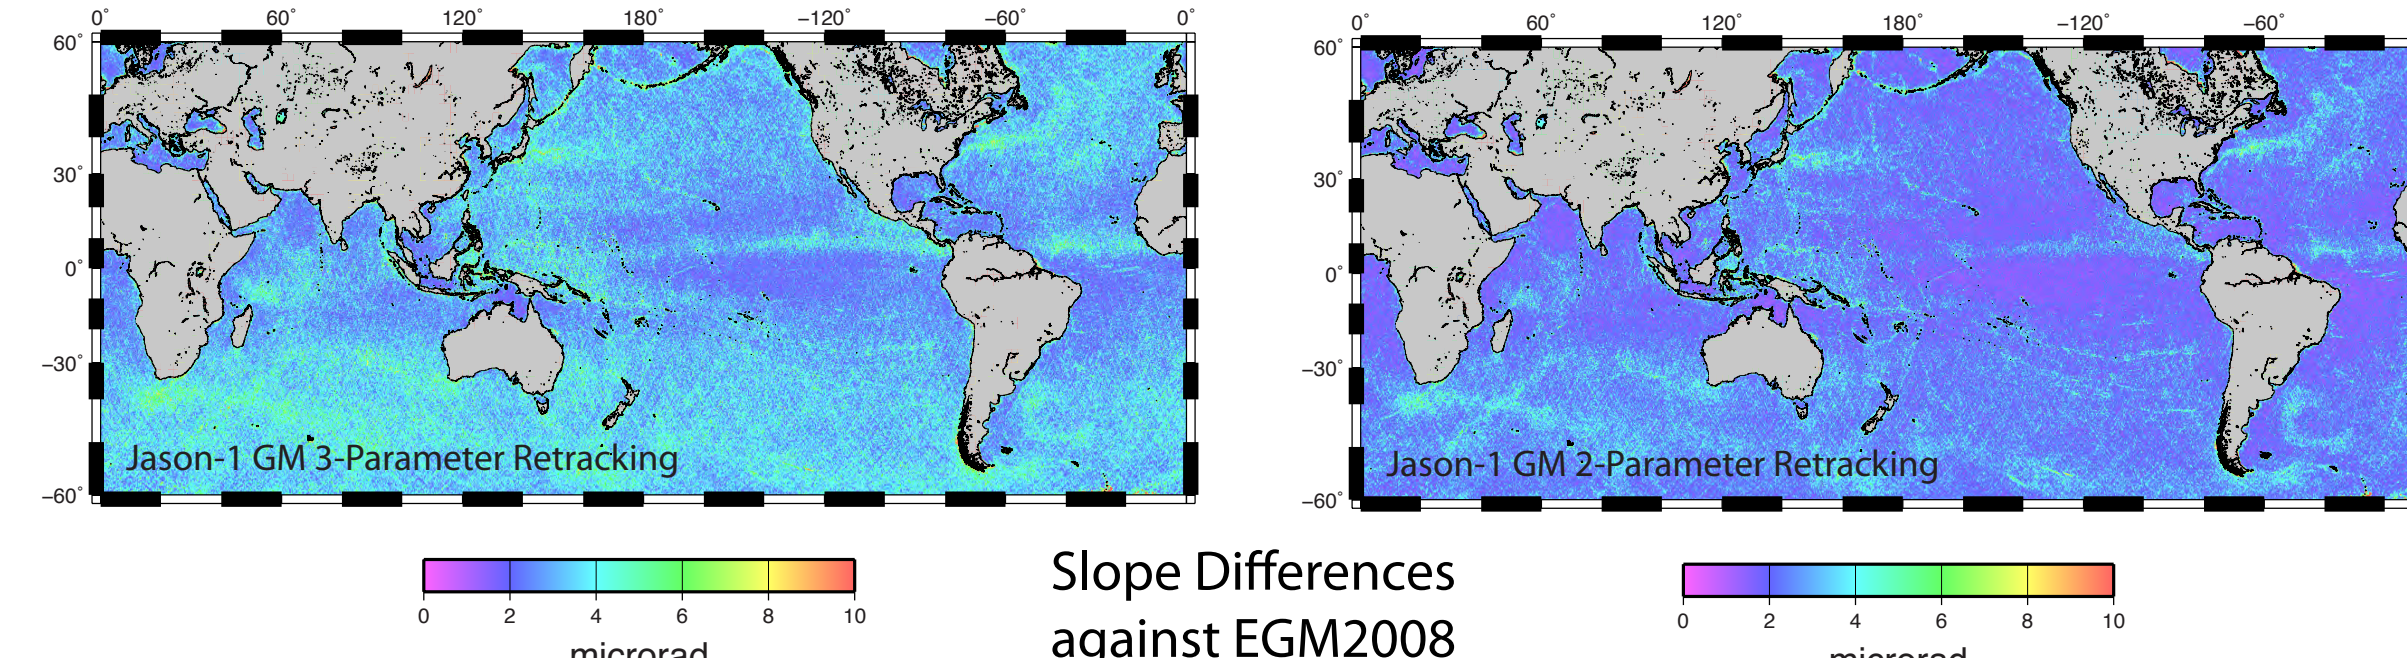 0° 60° 120° 180° −120° −60° 0°
60°
30°
0°
−30°
−60°
Jason-1 GM 3-Parameter Retracking
0 2 4 6 8 10
microrad
0° 60° 120° 180° −120° −60°
60°
30°
0°
−30°
−60°
Jason-1 GM 2-Parameter Retracking
0 2 4 6 8 10
microrad
Slope Differences
against EGM2008